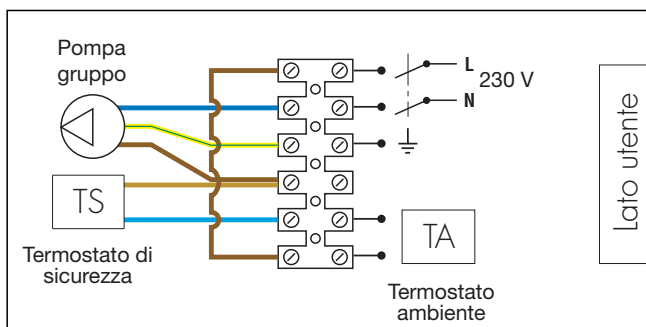 Pompa
gruppo
L
230 V
N
TS
Termostato di
sicurezza
TA
Termostato
ambiente
Lato utente